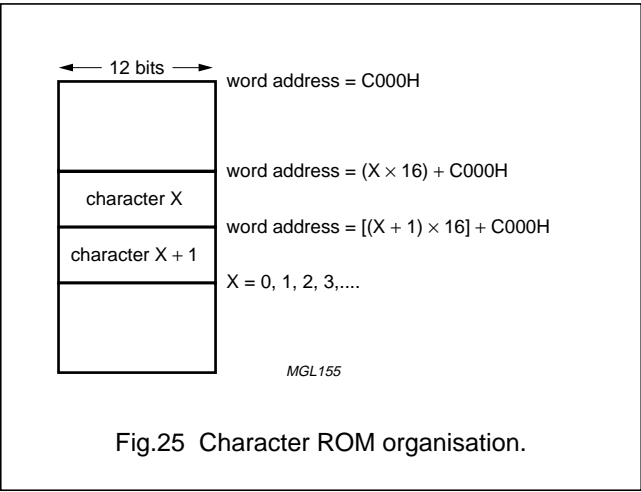 12 bits
word address = C000H
word address = (X × 16) + C000H
character X
word address = [(X + 1) × 16] + C000H
character X + 1
X = 0, 1, 2, 3,....
MGL155
Fig.25 Character ROM organisation.